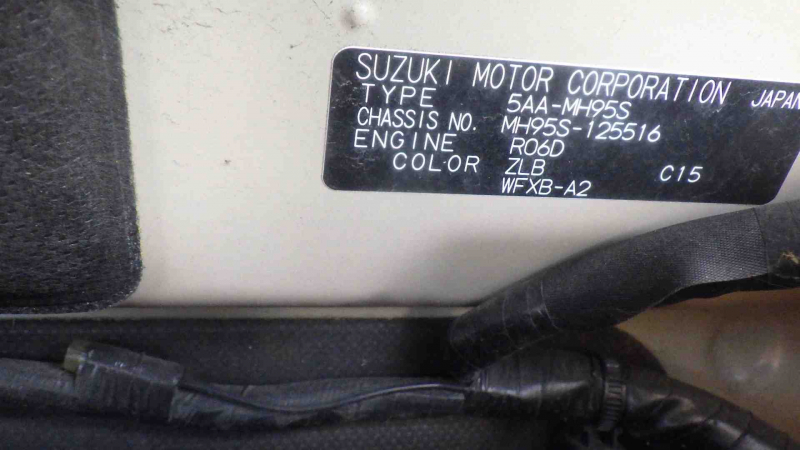 SUZUKI MOTOR CORPORATION JAPAN
TYPE 5AA-MH95S
CHASSIS NO. MH95S-125516
ENGINE R06D
COLOR ZLB C15
WFXB-A2